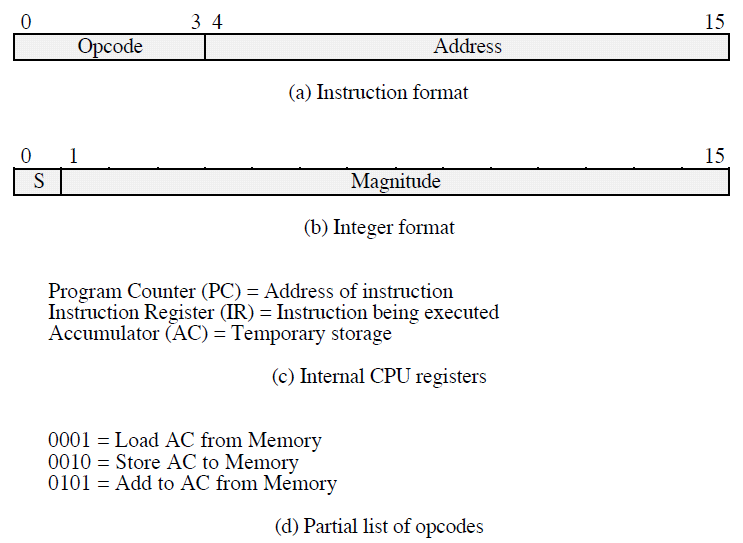 0 3 4 15
Opcode Address
(a) Instruction format
0 1 15
S Magnitude
(b) Integer format
Program Counter (PC) = Address of instruction
Instruction Register (IR) = Instruction being executed
Accumulator (AC) = Temporary storage
(c) Internal CPU registers
0001 = Load AC from Memory
0010 = Store AC to Memory
0101 = Add to AC from Memory
(d) Partial list of opcodes